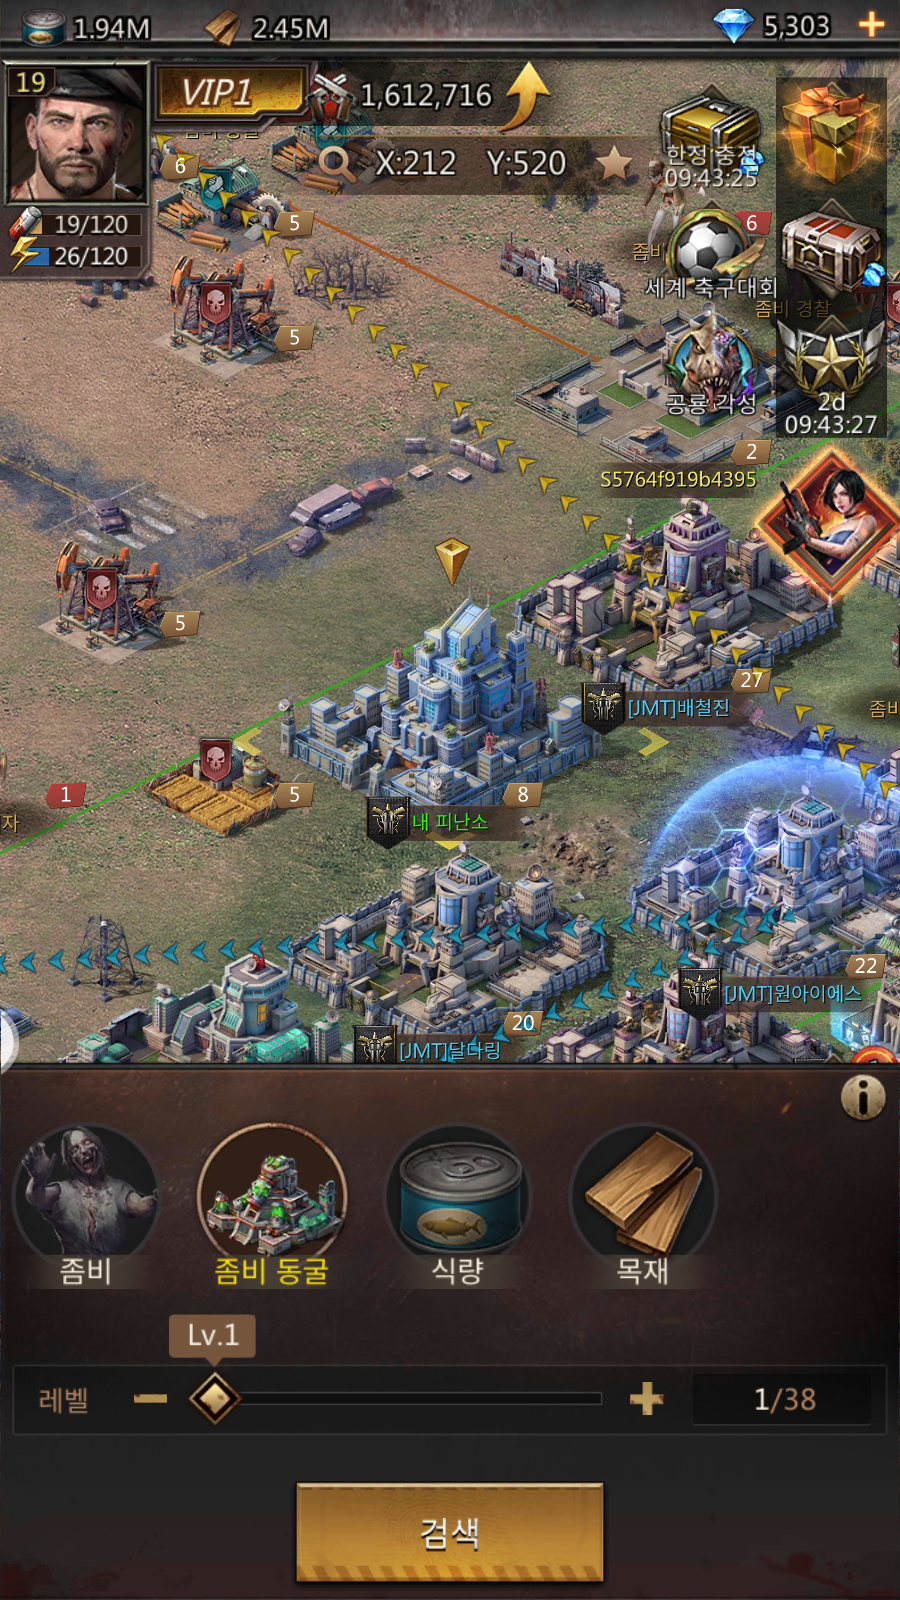 1.94M
2.45M
5,303
19
VIP1
1,612,716
X:212 Y:520
19/120
26/120
한정 충전
09:43:25
6
5
6
좀비
세계 축구대회
좀비 경찰
5
공룡 각성
2d
09:43:27
2
S5764f919b4395
5
27
[JMT]배철진
좀비
1
5
8
자
내 피난소
22
[JMT]원아이에스
20
[JMT]달다링
좀비
좀비 동굴
식량
목재
Lv.1
레벨
1/38
검색